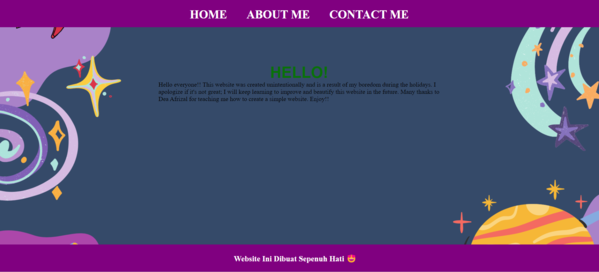 HOME ABOUT ME CONTACT ME
HELLO!
Hello everyone!! This website was created unintentionally and is a result of my boredom during the holidays. I
apologize if it's not great. I will keep learning to improve and beautify this website in the future. Many thanks to
Dea Afrizal for teaching me how to create a simple website. Enjoy!!
Website Ini Dibuat Sepenuh Hati 😍